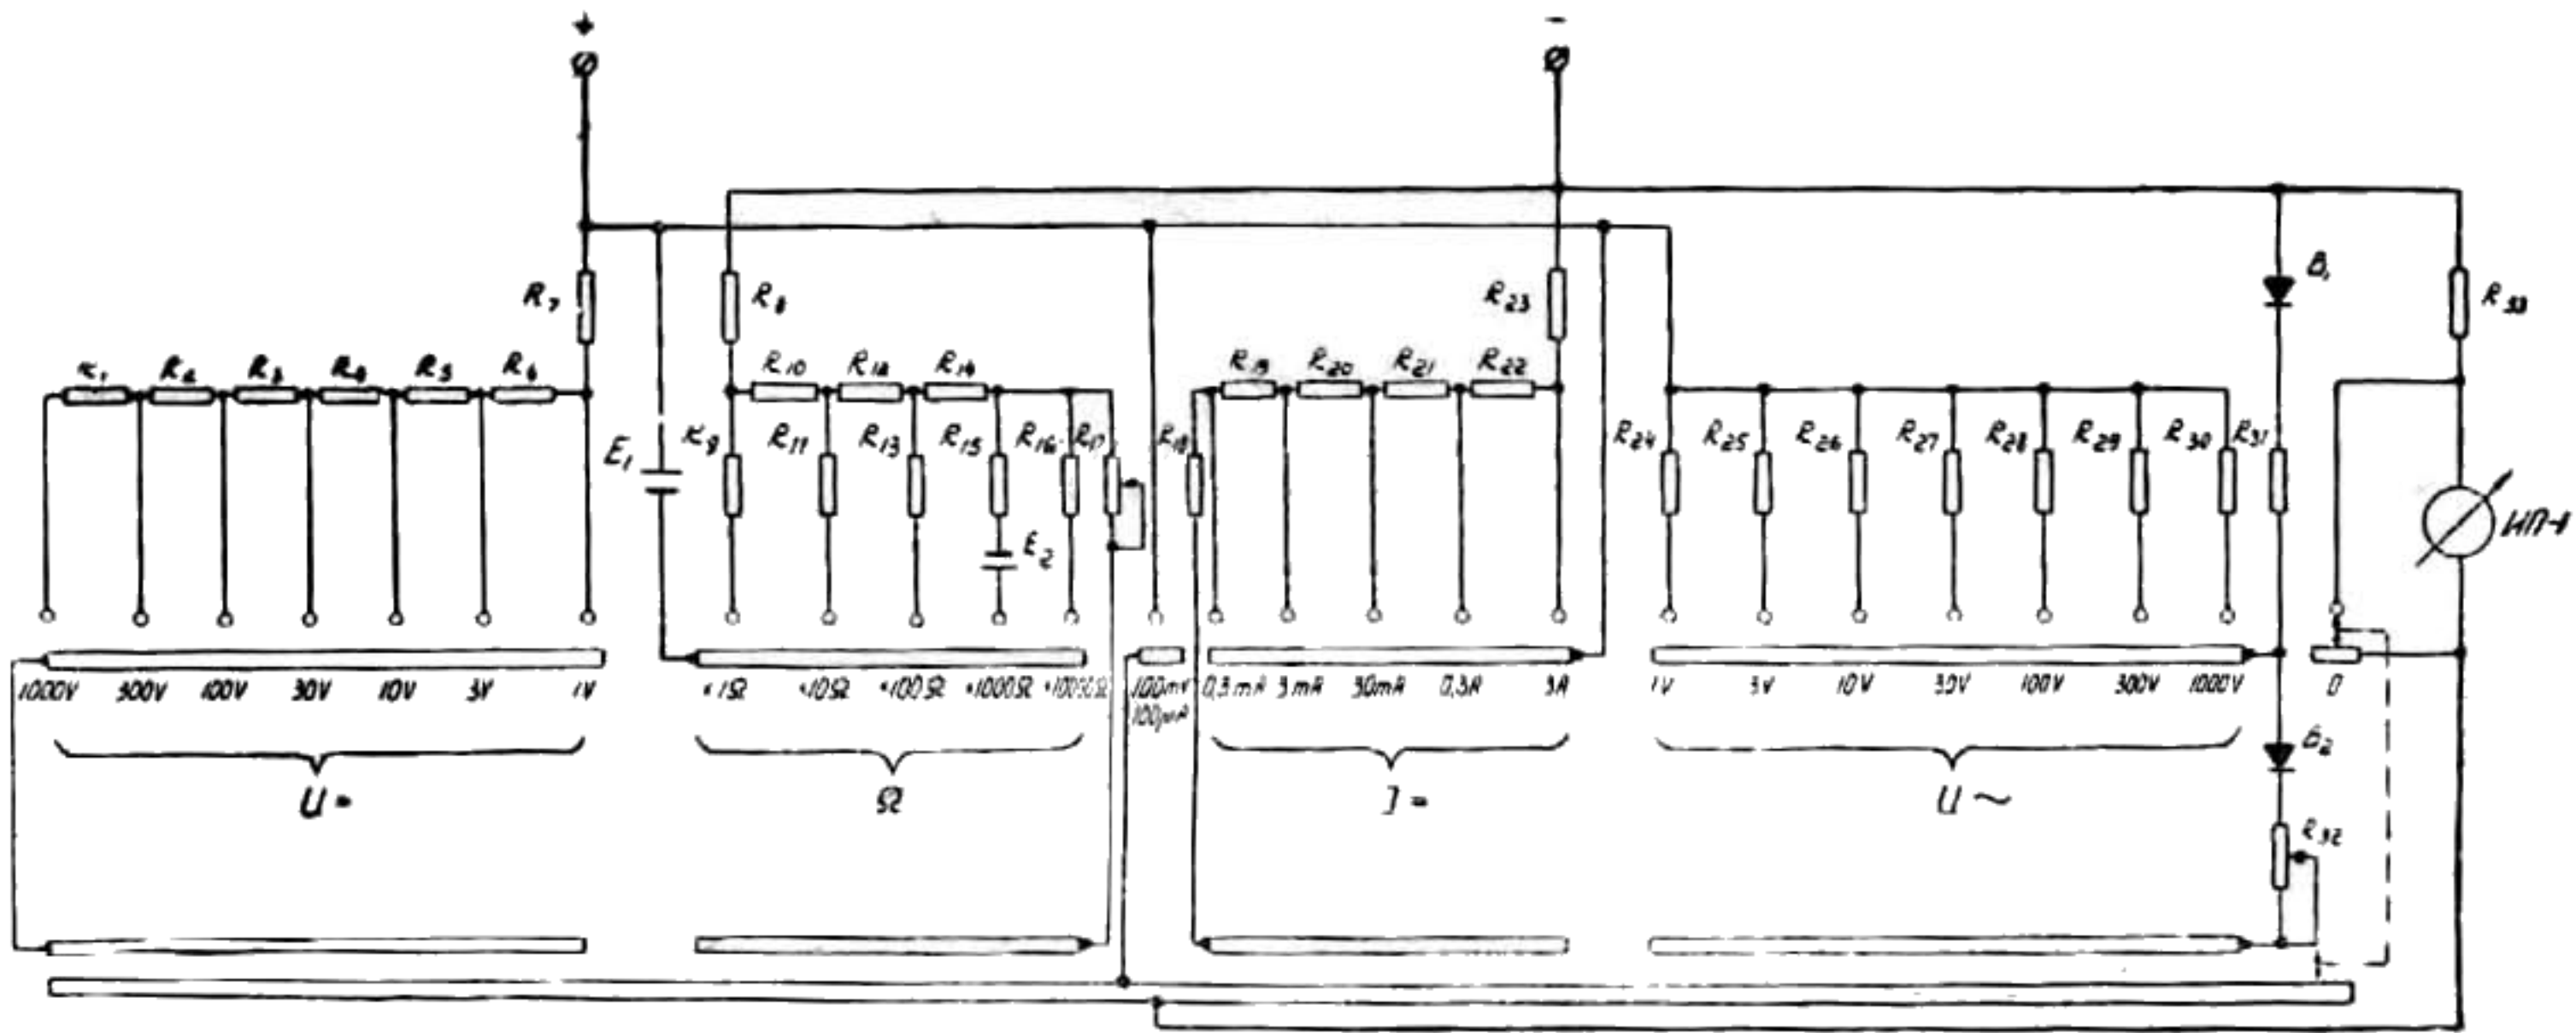 + -
R7 R8 R23 B1 R33
R1 R2 R3 R4 R5 R6 R10 R12 R14 R19 R20 R21 R22
E1 R9 R11 R13 R15 R16 R17 R18 R24 R25 R26 R27 R28 R29 R30 R31
E2 ИП-1
1000V 300V 100V 30V 10V 3V 1V ×1Ω ×10Ω ×100Ω ×1000Ω 100mV 0,3mA 3mA 30mA 0,3A 3A 1V 3V 10V 30V 100V 300V 1000V 0
100μA
B2
U= Ω I= U~
R32